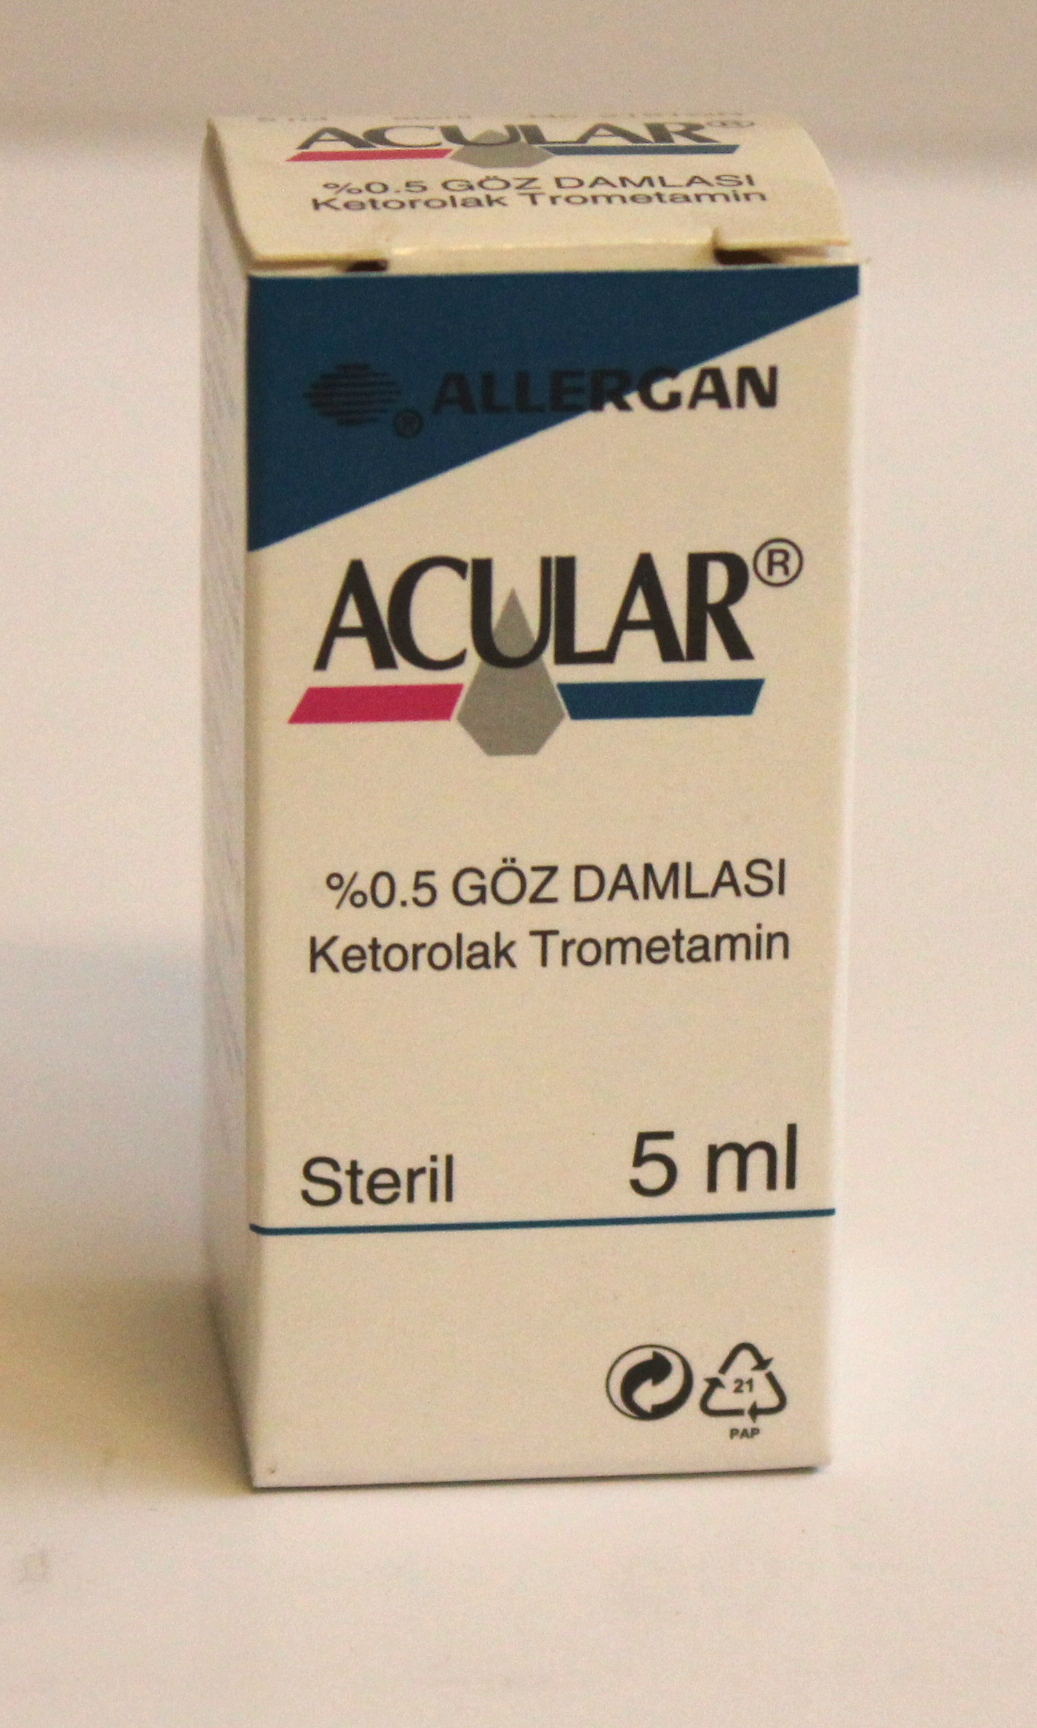 ACULAR®
%0.5 GÖZ DAMLASI
Ketorolak Trometamin
® ALLERGAN
ACULAR®
%0.5 GÖZ DAMLASI
Ketorolak Trometamin
Steril 5 ml
21
PAP